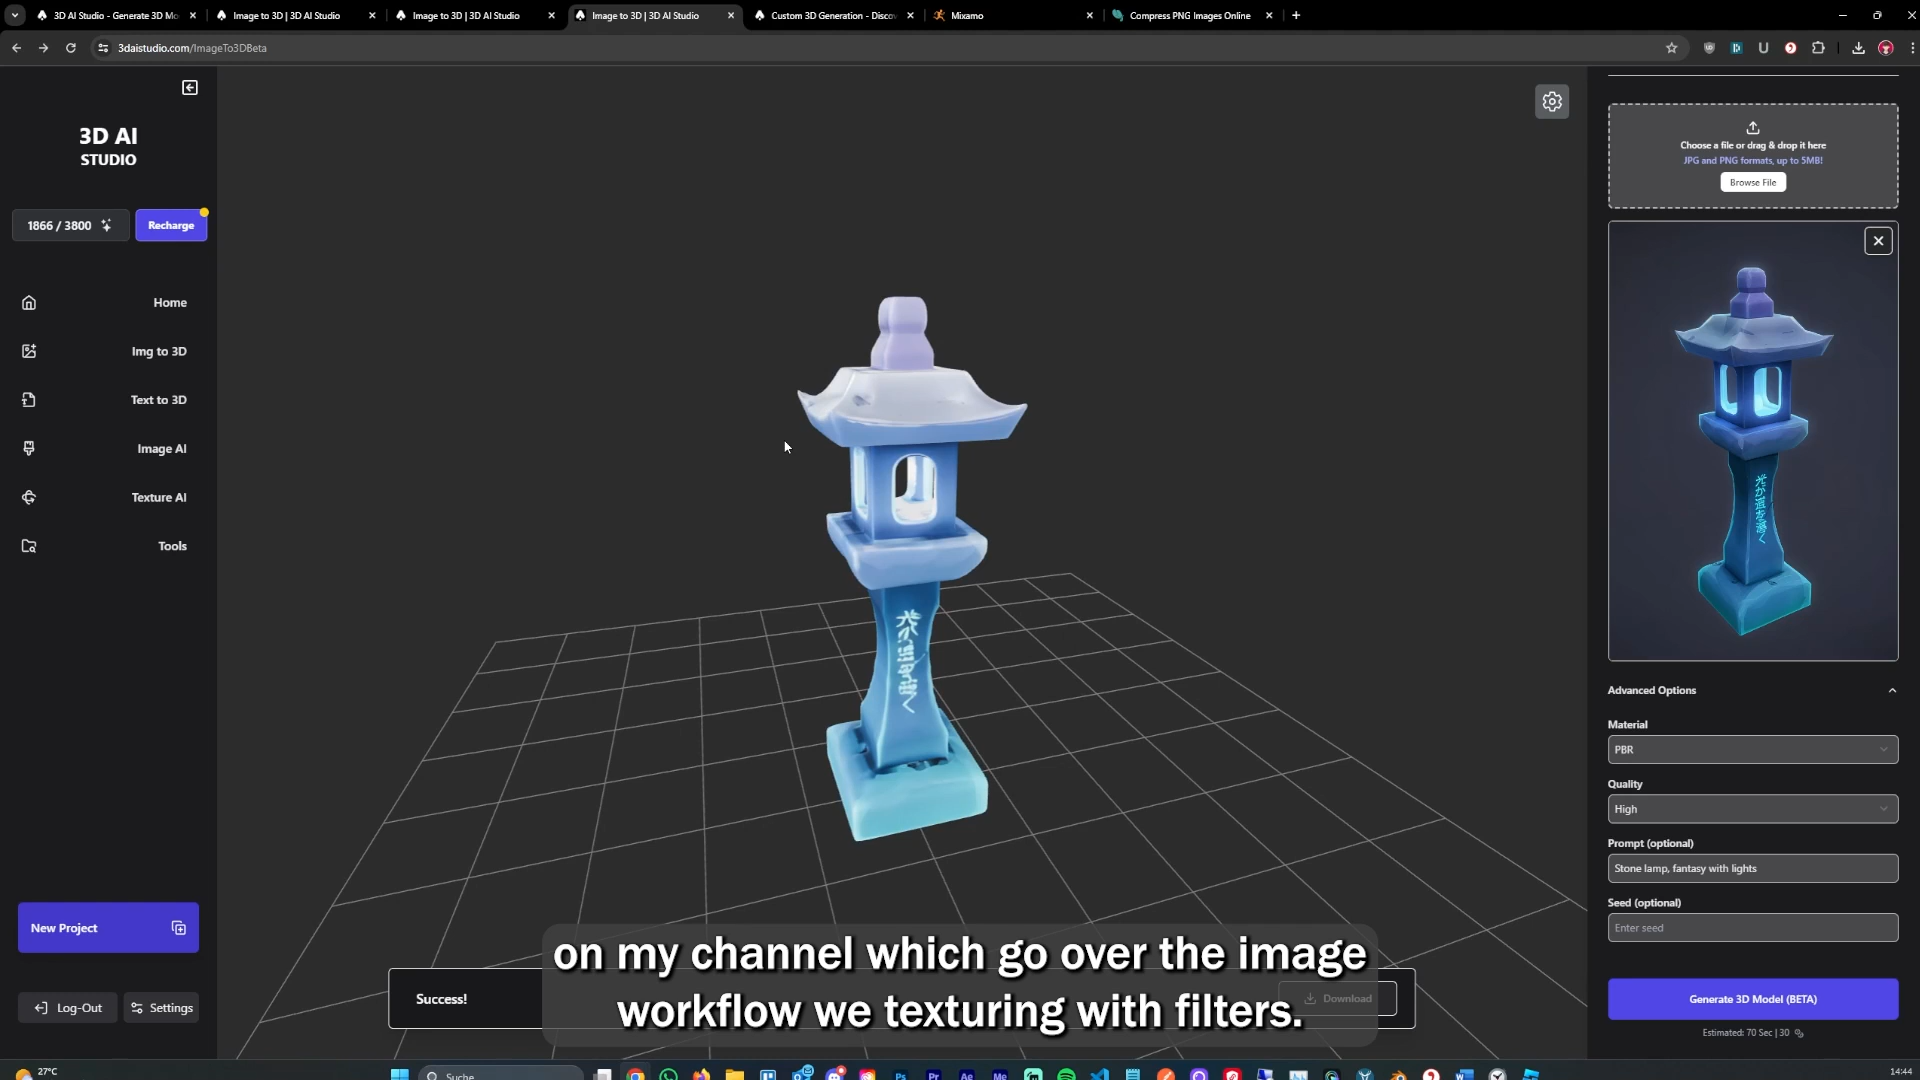 3D AI Studio - Generate 3D Mo
Image to 3D | 3D AI Studio
Image to 3D | 3D AI Studio
Image to 3D | 3D AI Studio
Custom 3D Generation - Discov
Mixamo
Compress PNG Images Online
3daistudio.com/ImageTo3DBeta
3D AI
STUDIO
1866 / 3800
Recharge
Home
Img to 3D
Text to 3D
Image AI
Texture AI
Tools
New Project
Log-Out
Settings
Choose a file or drag & drop it here
JPG and PNG formats, up to 5MB!
Browse File
Advanced Options
Material
PBR
Quality
High
Prompt (optional)
Stone lamp, fantasy with lights
Seed (optional)
Enter seed
Generate 3D Model (BETA)
Estimated: 70 Sec | 30
Success!
Download
on my channel which go over the image
workflow we texturing with filters.
27°C
Suche
14:44